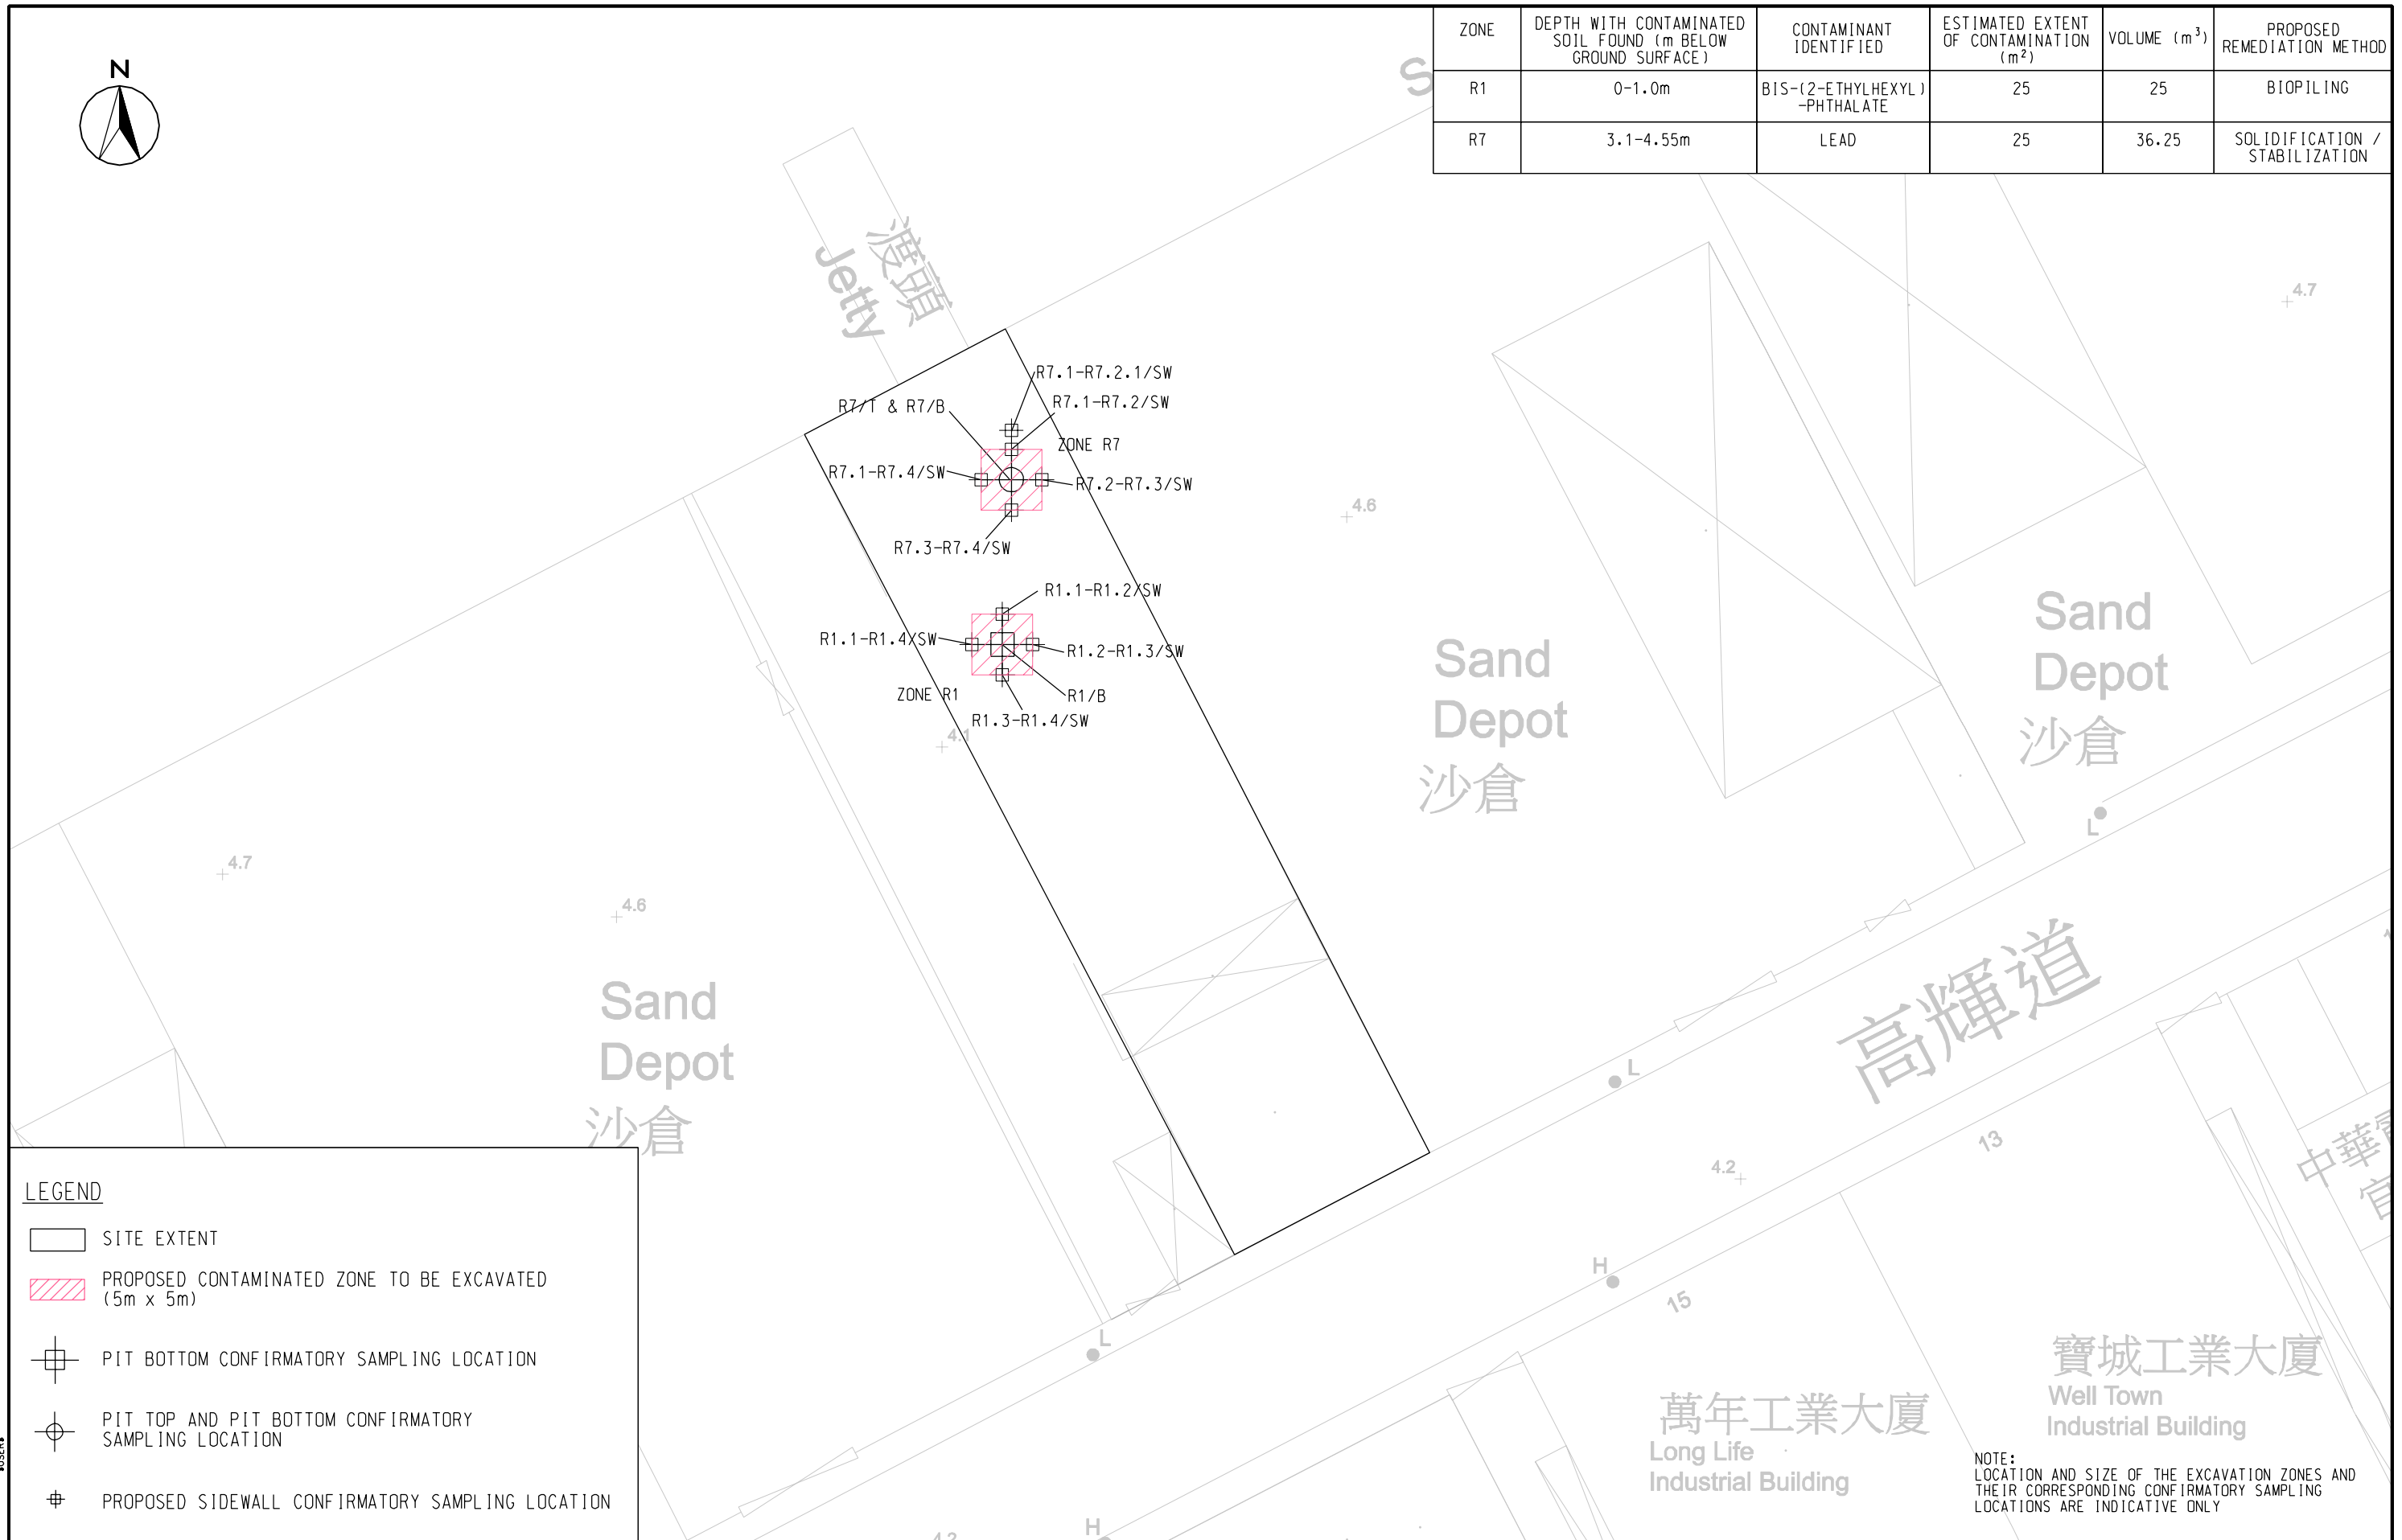 N
ZONE
DEPTH WITH CONTAMINATED
SOIL FOUND (m BELOW
GROUND SURFACE)
CONTAMINANT
IDENTIFIED
ESTIMATED EXTENT
OF CONTAMINATION
(m²)
VOLUME (m³)
PROPOSED
REMEDIATION METHOD
R1
0-1.0m
BIS-(2-ETHYLHEXYL)
-PHTHALATE
25
25
BIOPILING
R7
3.1-4.55m
LEAD
25
36.25
SOLIDIFICATION /
STABILIZATION
S
渡頭
Jetty
4.7
R7.1-R7.2.1/SW
R7/T & R7/B
R7.1-R7.2/SW
ZONE R7
R7.1-R7.4/SW
R7.2-R7.3/SW
R7.3-R7.4/SW
4.6
R1.1-R1.2/SW
R1.1-R1.4/SW
R1.2-R1.3/SW
ZONE R1
R1/B
R1.3-R1.4/SW
4.1
Sand
Depot
沙倉
Sand
Depot
沙倉
L
4.7
4.6
Sand
Depot
沙倉
高輝道
L
13
4.2
中華
H
15
L
寶城工業大廈
Well Town
Industrial Building
萬年工業大廈
Long Life
Industrial Building
4.2
H
LEGEND
SITE EXTENT
PROPOSED CONTAMINATED ZONE TO BE EXCAVATED
(5m x 5m)
PIT BOTTOM CONFIRMATORY SAMPLING LOCATION
PIT TOP AND PIT BOTTOM CONFIRMATORY
SAMPLING LOCATION
PROPOSED SIDEWALL CONFIRMATORY SAMPLING LOCATION
NOTE:
LOCATION AND SIZE OF THE EXCAVATION ZONES AND
THEIR CORRESPONDING CONFIRMATORY SAMPLING
LOCATIONS ARE INDICATIVE ONLY